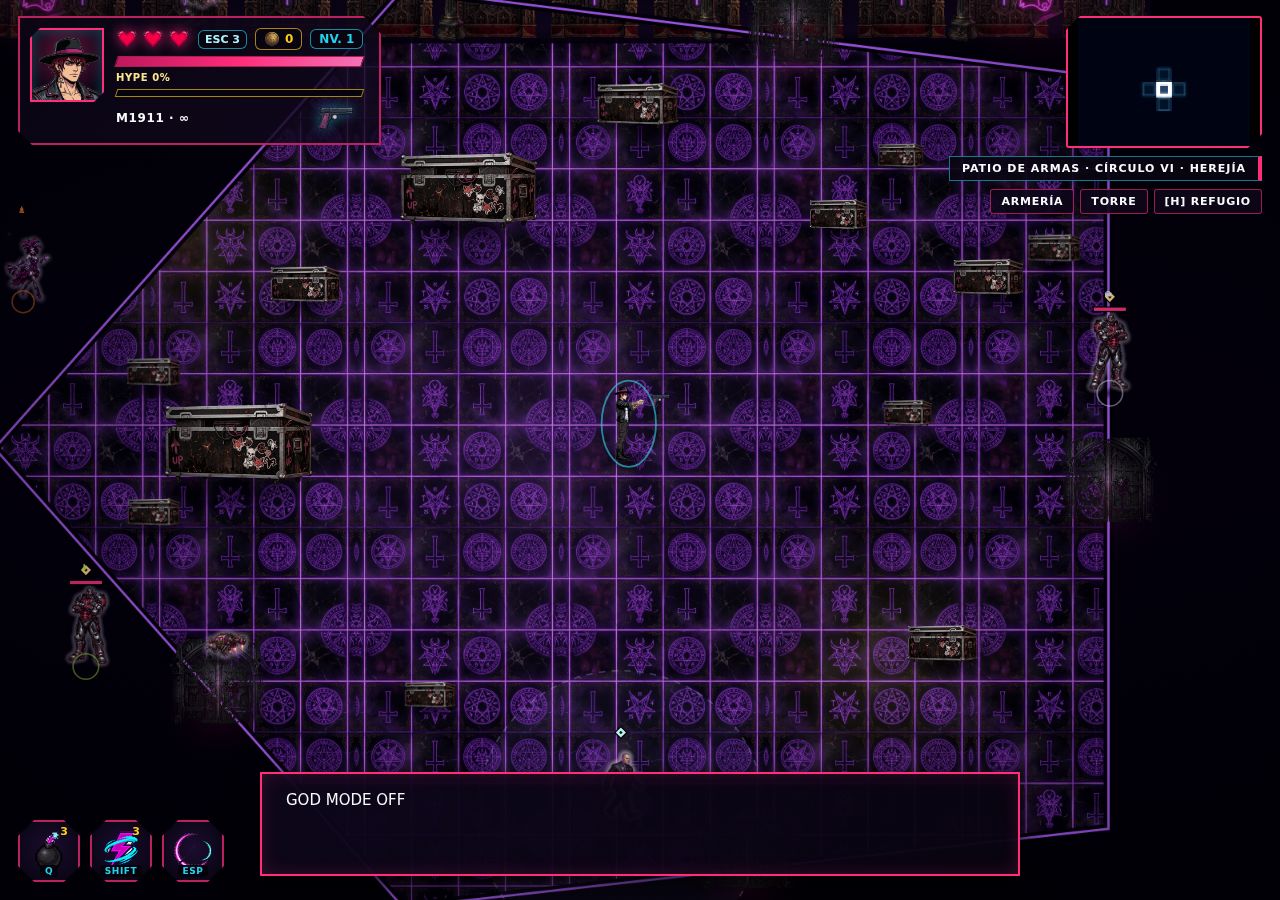 ESC 3
0
NV. 1
HYPE 0%
M1911 · ∞
PATIO DE ARMAS · CÍRCULO VI · HEREJÍA
ARMERÍA
TORRE
[H] REFUGIO
GOD MODE OFF
3
Q
3
SHIFT
ESP